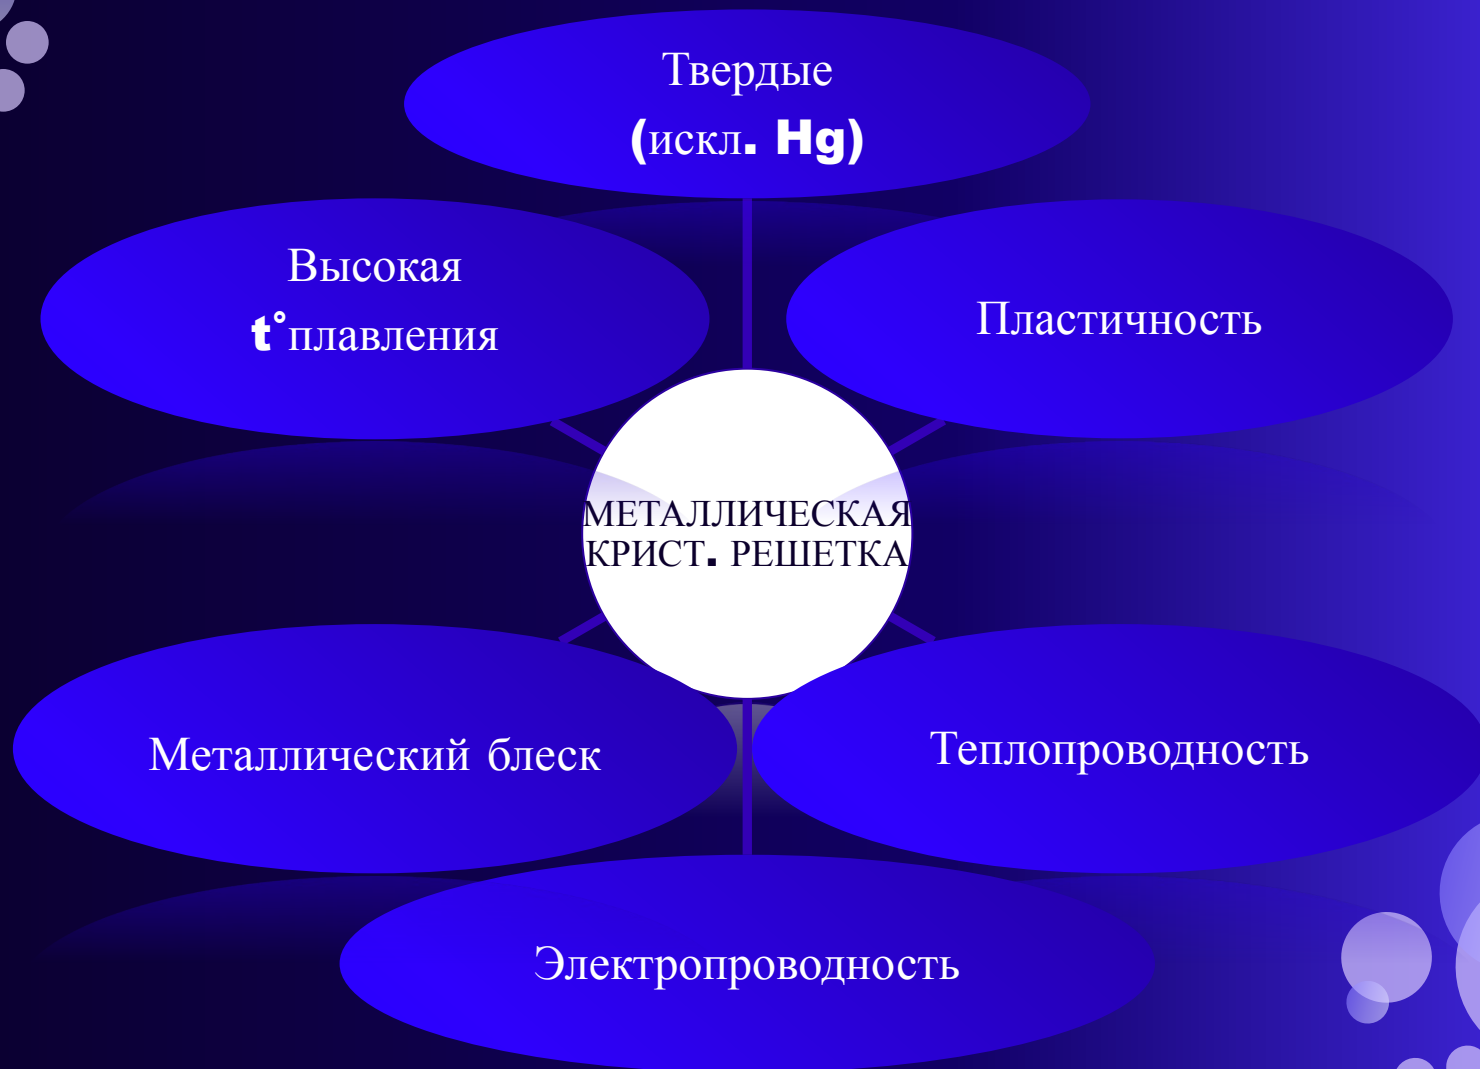 Твердые
(искл. Hg)
Высокая
t°плавления
Пластичность
МЕТАЛЛИЧЕСКАЯ
КРИСТ. РЕШЕТКА
Металлический блеск
Теплопроводность
Электропроводность